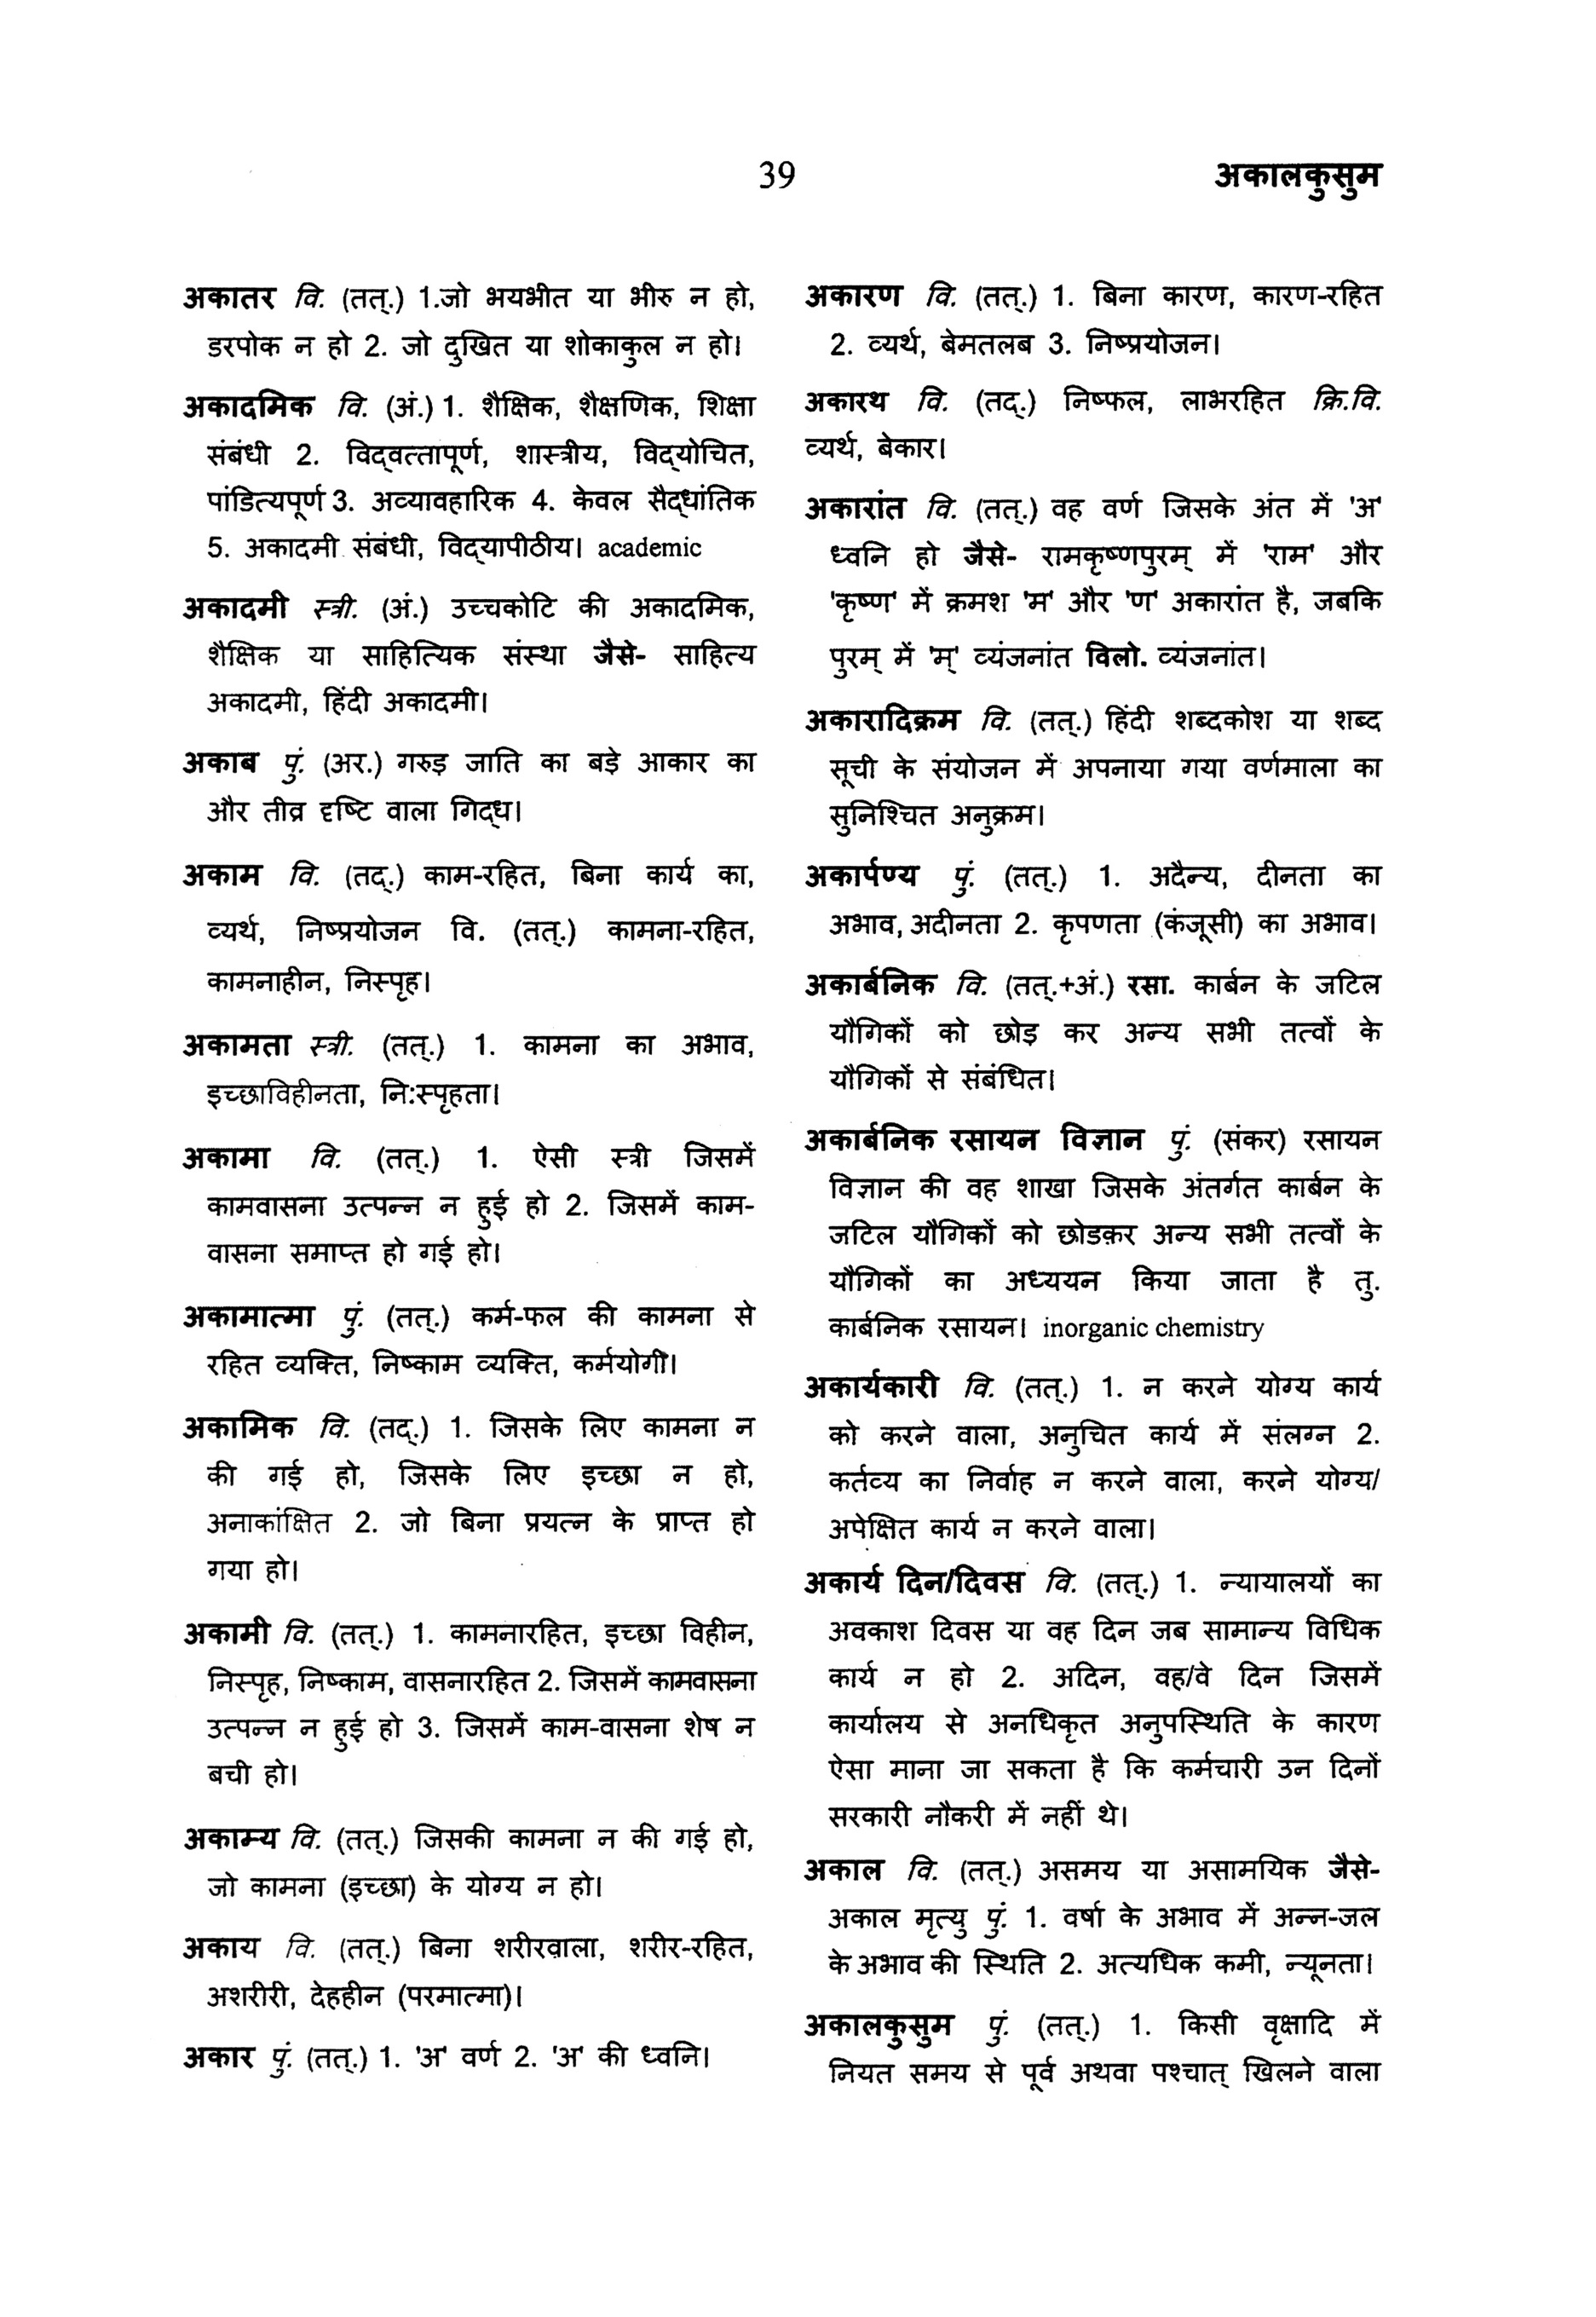 39
अकालकुसुम
अकातर वि. (तत्.) 1.जो भयभीत या भीरु न हो,
डरपोक न हो 2. जो दुखित या शोकाकुल न हो।
अकादमिक वि. (अं.) 1. शैक्षिक, शैक्षणिक, शिक्षा
संबंधी 2. विद्वत्तापूर्ण, शास्त्रीय, विद्योचित,
पांडित्यपूर्ण 3. अव्यावहारिक 4. केवल सैद्धांतिक
5. अकादमी संबंधी, विद्यापीठीय। academic
अकादमी स्त्री. (अं.) उच्चकोटि की अकादमिक,
शैक्षिक या साहित्यिक संस्था जैसे- साहित्य
अकादमी, हिंदी अकादमी।
अकाब पुं. (अर.) गरुड़ जाति का बड़े आकार का
और तीव्र दृष्टि वाला गिद्ध।
अकाम वि. (तद्.) काम-रहित, बिना कार्य का,
व्यर्थ, निष्प्रयोजन वि. (तत्.) कामना-रहित,
कामनाहीन, निस्पृह।
अकामता स्त्री. (तत्.) 1. कामना का अभाव,
इच्छाविहीनता, नि:स्पृहता।
अकामा वि. (तत्.) 1. ऐसी स्त्री जिसमें
कामवासना उत्पन्न न हुई हो 2. जिसमें काम-
वासना समाप्त हो गई हो।
अकामात्मा पुं. (तत्.) कर्म-फल की कामना से
रहित व्यक्ति, निष्काम व्यक्ति, कर्मयोगी।
अकामिक वि. (तद्.) 1. जिसके लिए कामना न
की गई हो, जिसके लिए इच्छा न हो,
अनाकांक्षित 2. जो बिना प्रयत्न के प्राप्त हो
गया हो।
अकामी वि. (तत्.) 1. कामनारहित, इच्छा विहीन,
निस्पृह, निष्काम, वासनारहित 2. जिसमें कामवासना
उत्पन्न न हुई हो 3. जिसमें काम-वासना शेष न
बची हो।
अकाम्य वि. (तत्.) जिसकी कामना न की गई हो,
जो कामना (इच्छा) के योग्य न हो।
अकाय वि. (तत्.) बिना शरीरवाला, शरीर-रहित,
अशरीरी, देहहीन (परमात्मा)।
अकार पुं. (तत्.) 1. 'अ' वर्ण 2. 'अ' की ध्वनि।
अकारण वि. (तत्.) 1. बिना कारण, कारण-रहित
2. व्यर्थ, बेमतलब 3. निष्प्रयोजन।
अकारथ वि. (तद्.) निष्फल, लाभरहित क्रि.वि.
व्यर्थ, बेकार।
अकारांत वि. (तत्.) वह वर्ण जिसके अंत में 'अ'
ध्वनि हो जैसे- रामकृष्णपुरम् में 'राम' और
'कृष्ण' में क्रमश 'म' और 'ण' अकारांत है, जबकि
पुरम् में 'म्' व्यंजनांत विलो. व्यंजनांत।
अकारादिक्रम वि. (तत्.) हिंदी शब्दकोश या शब्द
सूची के संयोजन में अपनाया गया वर्णमाला का
सुनिश्चित अनुक्रम।
अकार्पण्य पुं. (तत्.) 1. अदैन्य, दीनता का
अभाव, अदीनता 2. कृपणता (कंजूसी) का अभाव।
अकार्बनिक वि. (तत्.+अं.) रसा. कार्बन के जटिल
यौगिकों को छोड़ कर अन्य सभी तत्वों के
यौगिकों से संबंधित।
अकार्बनिक रसायन विज्ञान पुं. (संकर) रसायन
विज्ञान की वह शाखा जिसके अंतर्गत कार्बन के
जटिल यौगिकों को छोडक़र अन्य सभी तत्वों के
यौगिकों का अध्ययन किया जाता है तु.
कार्बनिक रसायन। inorganic chemistry
अकार्यकारी वि. (तत्.) 1. न करने योग्य कार्य
को करने वाला, अनुचित कार्य में संलग्न 2.
कर्तव्य का निर्वाह न करने वाला, करने योग्य/
अपेक्षित कार्य न करने वाला।
अकार्य दिन/दिवस वि. (तत्.) 1. न्यायालयों का
अवकाश दिवस या वह दिन जब सामान्य विधिक
कार्य न हो 2. अदिन, वह/वे दिन जिसमें
कार्यालय से अनधिकृत अनुपस्थिति के कारण
ऐसा माना जा सकता है कि कर्मचारी उन दिनों
सरकारी नौकरी में नहीं थे।
अकाल वि. (तत्.) असमय या असामयिक जैसे-
अकाल मृत्यु पुं. 1. वर्षा के अभाव में अन्न-जल
के अभाव की स्थिति 2. अत्यधिक कमी, न्यूनता।
अकालकुसुम पुं. (तत्.) 1. किसी वृक्षादि में
नियत समय से पूर्व अथवा पश्चात् खिलने वाला